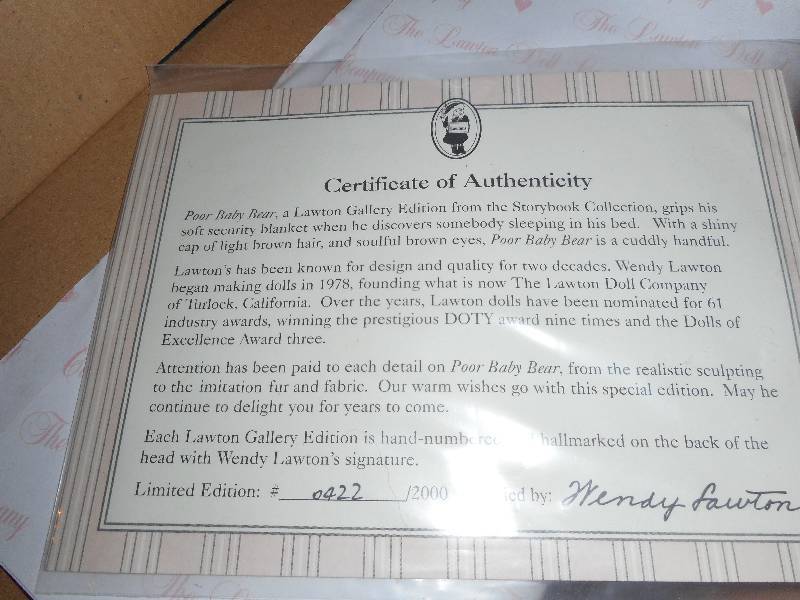 The Lawton Doll
Company
Certificate of Authenticity
Poor Baby Bear, a Lawton Gallery Edition from the Storybook Collection, grips his
soft security blanket when he discovers somebody sleeping in his bed. With a shiny
cap of light brown hair, and soulful brown eyes, Poor Baby Bear is a cuddly handful.
Lawton's has been known for design and quality for two decades. Wendy Lawton
began making dolls in 1978, founding what is now The Lawton Doll Company
of Turlock, California. Over the years, Lawton dolls have been nominated for 61
industry awards, winning the prestigious DOTY award nine times and the Dolls of
Excellence Award three.
Attention has been paid to each detail on Poor Baby Bear, from the realistic sculpting
to the imitation fur and fabric. Our warm wishes go with this special edition. May he
continue to delight you for years to come.
Each Lawton Gallery Edition is hand-numbere hallmarked on the back of the
head with Wendy Lawton's signature.
Limited Edition: # 0422 /2000 ed by: Wendy Lawton
The
The